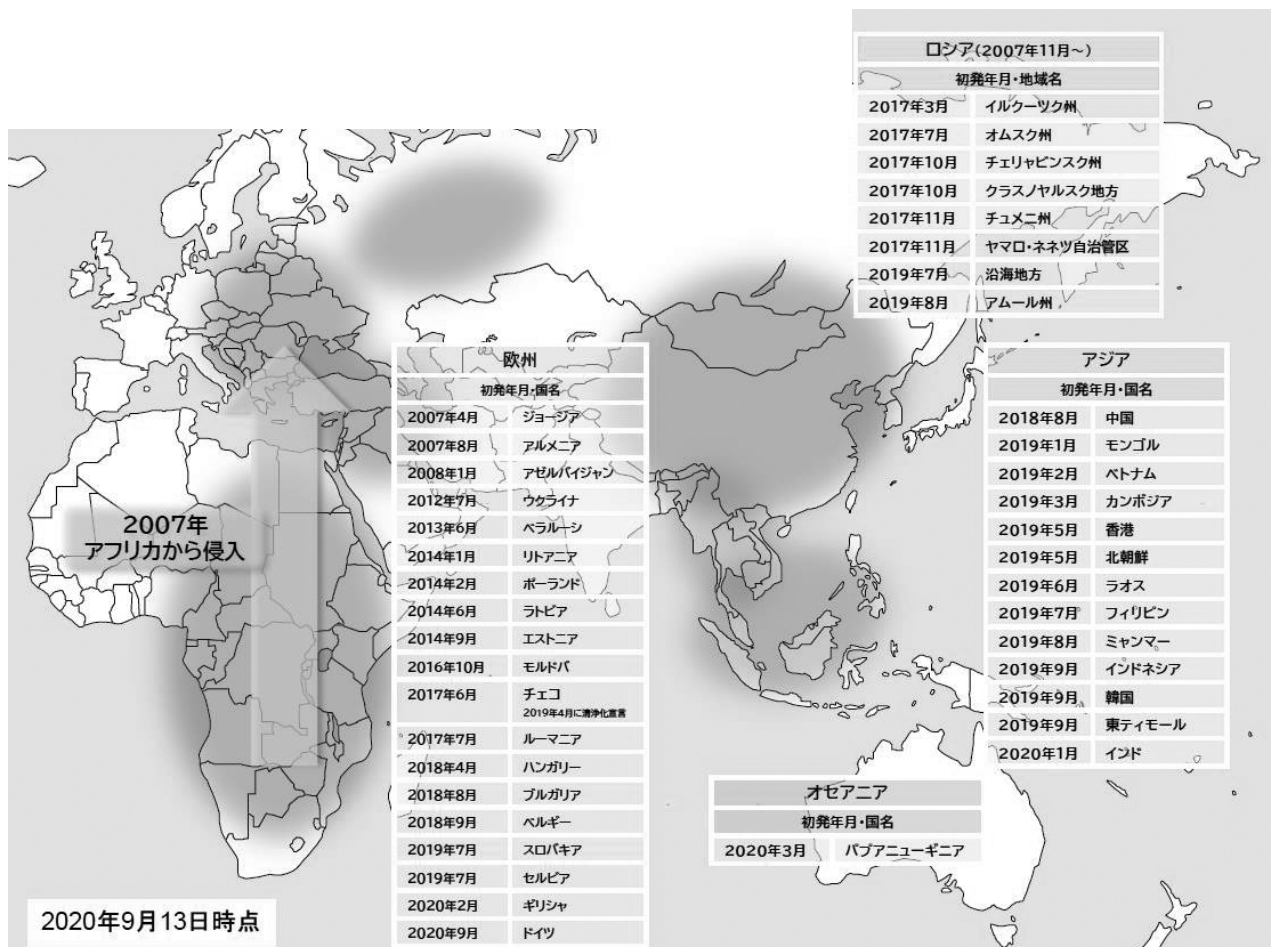 ロシア(2007年11月～)
初発年月・地域名
2017年3月 イルクーツク州
2017年7月 オムスク州
2017年10月 チェリャビンスク州
2017年10月 クラスノヤルスク地方
2017年11月 チュメニ州
2017年11月 ヤマロ・ネネツ自治管区
2019年7月 沿海地方
2019年8月 アムール州
欧州
初発年月・国名
2007年4月 ジョージア
2007年8月 アルメニア
2008年1月 アゼルバイジャン
2012年7月 ウクライナ
2013年6月 ベラルーシ
2014年1月 リトアニア
2014年2月 ポーランド
2014年6月 ラトビア
2014年9月 エストニア
2016年10月 モルドバ
2017年6月 チェコ
2019年4月に清浄化宣言
2017年7月 ルーマニア
2018年4月 ハンガリー
2018年8月 ブルガリア
2018年9月 ベルギー
2019年7月 スロバキア
2019年7月 セルビア
2020年2月 ギリシャ
2020年9月 ドイツ
アジア
初発年月・国名
2018年8月 中国
2019年1月 モンゴル
2019年2月 ベトナム
2019年3月 カンボジア
2019年5月 香港
2019年5月 北朝鮮
2019年6月 ラオス
2019年7月 フィリピン
2019年8月 ミャンマー
2019年9月 インドネシア
2019年9月 韓国
2019年9月 東ティモール
2020年1月 インド
オセアニア
初発年月・国名
2020年3月 パプアニューギニア
2007年
アフリカから侵入
2020年9月13日時点